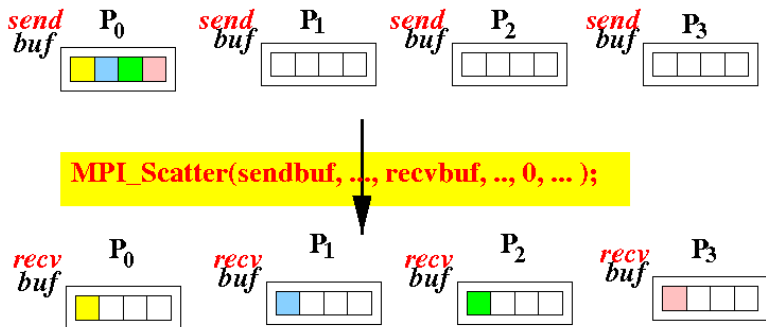 send buf P0 send buf P1 send buf P2 send buf P3
MPI_Scatter(sendbuf, ..., recvbuf, .., 0, ... );
recv buf P0 recv buf P1 recv buf P2 recv buf P3